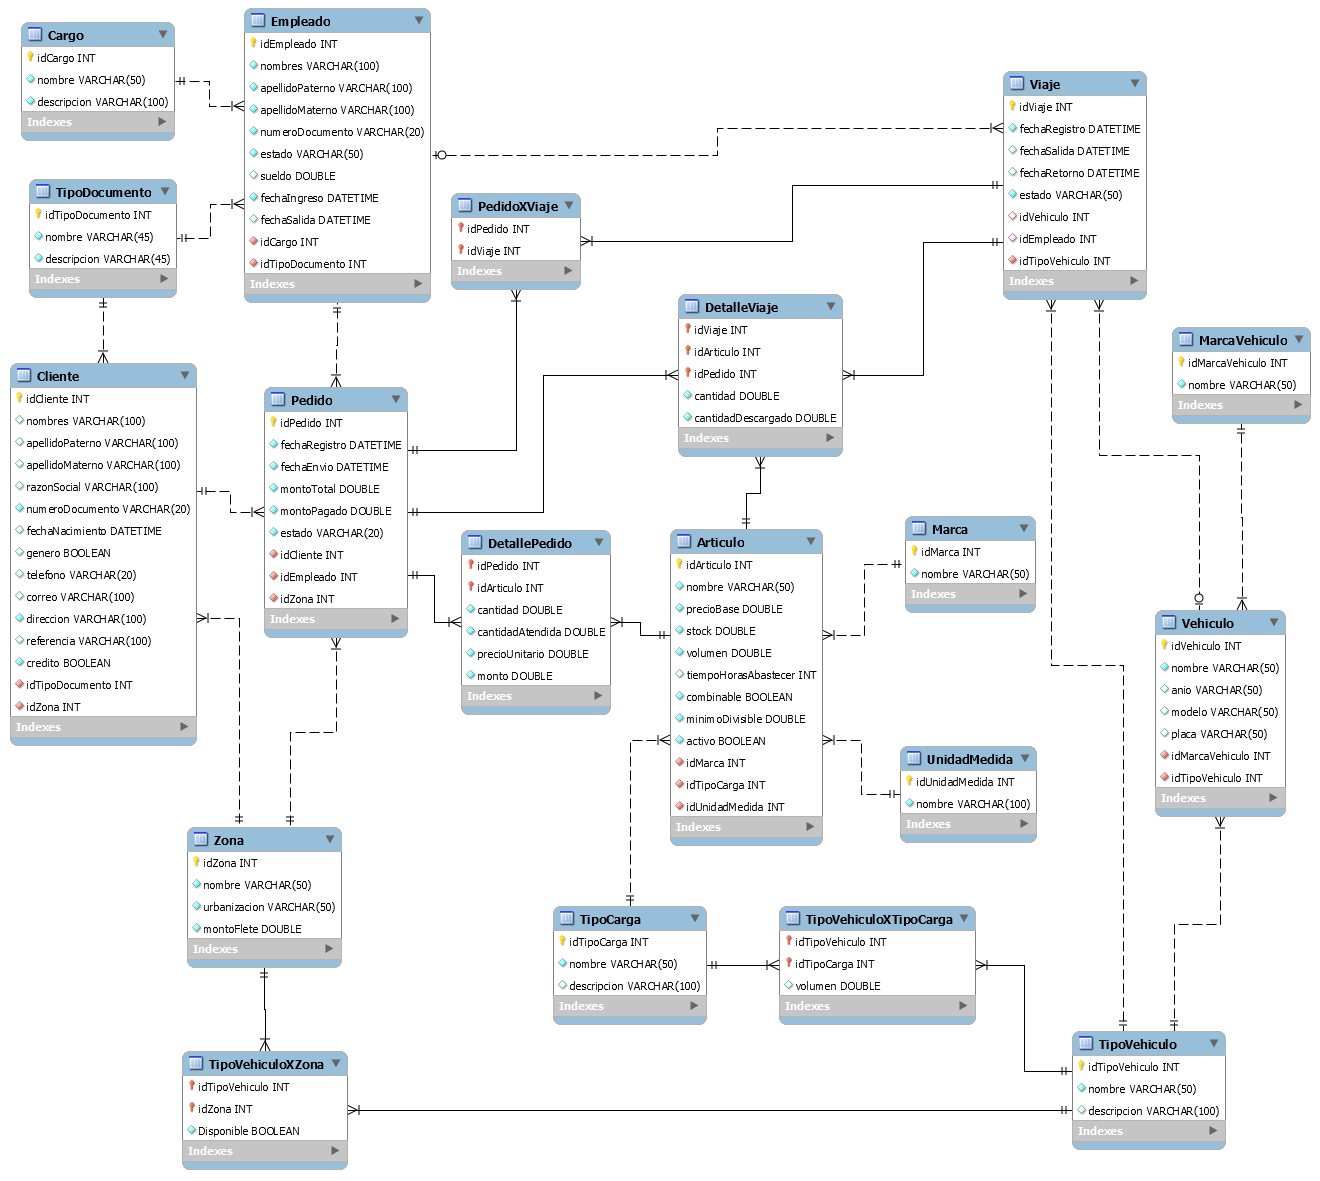 Cargo
idCargo INT
nombre VARCHAR(50)
descripcion VARCHAR(100)
Indexes
Empleado
idEmpleado INT
nombres VARCHAR(100)
apellidoPaterno VARCHAR(100)
apellidoMaterno VARCHAR(100)
numeroDocumento VARCHAR(20)
estado VARCHAR(50)
sueldo DOUBLE
fechaIngreso DATETIME
fechaSalida DATETIME
idCargo INT
idTipoDocumento INT
Indexes
Viaje
idViaje INT
fechaRegistro DATETIME
fechaSalida DATETIME
fechaRetorno DATETIME
estado VARCHAR(50)
idVehiculo INT
idEmpleado INT
idTipoVehiculo INT
Indexes
TipoDocumento
idTipoDocumento INT
nombre VARCHAR(45)
descripcion VARCHAR(45)
Indexes
PedidoXViaje
idPedido INT
idViaje INT
Indexes
DetalleViaje
idViaje INT
idArticulo INT
idPedido INT
cantidad DOUBLE
cantidadDescargado DOUBLE
Indexes
MarcaVehiculo
idMarcaVehiculo INT
nombre VARCHAR(50)
Indexes
Cliente
idCliente INT
nombres VARCHAR(100)
apellidoPaterno VARCHAR(100)
apellidoMaterno VARCHAR(100)
razonSocial VARCHAR(100)
numeroDocumento VARCHAR(20)
fechaNacimiento DATETIME
genero BOOLEAN
telefono VARCHAR(20)
correo VARCHAR(100)
direccion VARCHAR(100)
referencia VARCHAR(100)
credito BOOLEAN
idTipoDocumento INT
idZona INT
Indexes
Pedido
idPedido INT
fechaRegistro DATETIME
fechaEnvio DATETIME
montoTotal DOUBLE
montoPagado DOUBLE
estado VARCHAR(20)
idCliente INT
idEmpleado INT
idZona INT
Indexes
DetallePedido
idPedido INT
idArticulo INT
cantidad DOUBLE
cantidadAtendida DOUBLE
precioUnitario DOUBLE
monto DOUBLE
Indexes
Articulo
idArticulo INT
nombre VARCHAR(50)
precioBase DOUBLE
stock DOUBLE
volumen DOUBLE
tiempoHorasAbastecer INT
combinable BOOLEAN
minimoDivisible DOUBLE
activo BOOLEAN
idMarca INT
idTipoCarga INT
idUnidadMedida INT
Indexes
Marca
idMarca INT
nombre VARCHAR(50)
Indexes
Vehiculo
idVehiculo INT
nombre VARCHAR(50)
anio VARCHAR(50)
modelo VARCHAR(50)
placa VARCHAR(50)
idMarcaVehiculo INT
idTipoVehiculo INT
Indexes
UnidadMedida
idUnidadMedida INT
nombre VARCHAR(100)
Indexes
Zona
idZona INT
nombre VARCHAR(50)
urbanizacion VARCHAR(50)
montoFlete DOUBLE
Indexes
TipoCarga
idTipoCarga INT
nombre VARCHAR(50)
descripcion VARCHAR(100)
Indexes
TipoVehiculoXTipoCarga
idTipoVehiculo INT
idTipoCarga INT
volumen DOUBLE
Indexes
TipoVehiculoXZona
idTipoVehiculo INT
idZona INT
Disponible BOOLEAN
Indexes
TipoVehiculo
idTipoVehiculo INT
nombre VARCHAR(50)
descripcion VARCHAR(100)
Indexes